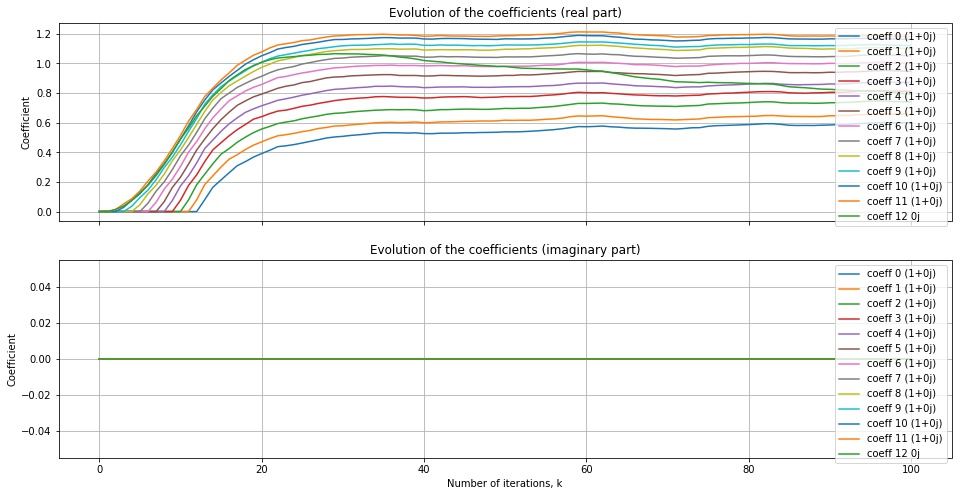 Evolution of the coefficients (real part)
1.2
1.0
0.8
0.6
0.4
0.2
0.0
Coefficient
coeff 0 (1+0j)
coeff 1 (1+0j)
coeff 2 (1+0j)
coeff 3 (1+0j)
coeff 4 (1+0j)
coeff 5 (1+0j)
coeff 6 (1+0j)
coeff 7 (1+0j)
coeff 8 (1+0j)
coeff 9 (1+0j)
coeff 10 (1+0j)
coeff 11 (1+0j)
coeff 12 0j
Evolution of the coefficients (imaginary part)
0.04
0.02
0.00
−0.02
−0.04
Coefficient
coeff 0 (1+0j)
coeff 1 (1+0j)
coeff 2 (1+0j)
coeff 3 (1+0j)
coeff 4 (1+0j)
coeff 5 (1+0j)
coeff 6 (1+0j)
coeff 7 (1+0j)
coeff 8 (1+0j)
coeff 9 (1+0j)
coeff 10 (1+0j)
coeff 11 (1+0j)
coeff 12 0j
0 20 40 60 80 100
Number of iterations, k